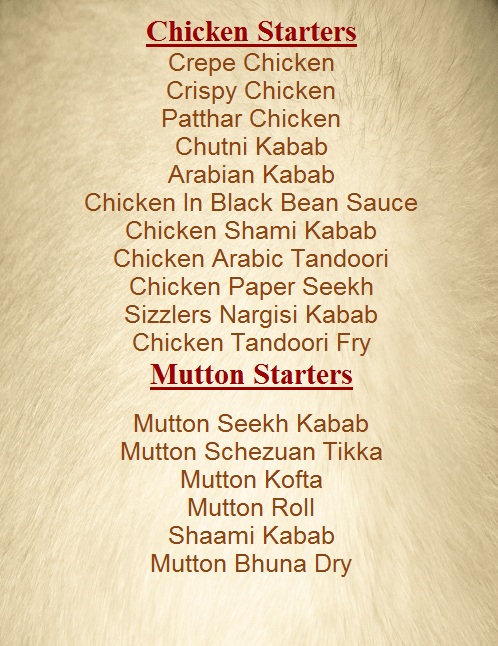 Chicken Starters
Crepe Chicken
Crispy Chicken
Patthar Chicken
Chutni Kabab
Arabian Kabab
Chicken In Black Bean Sauce
Chicken Shami Kabab
Chicken Arabic Tandoori
Chicken Paper Seekh
Sizzlers Nargisi Kabab
Chicken Tandoori Fry
Mutton Starters
Mutton Seekh Kabab
Mutton Schezuan Tikka
Mutton Kofta
Mutton Roll
Shaami Kabab
Mutton Bhuna Dry